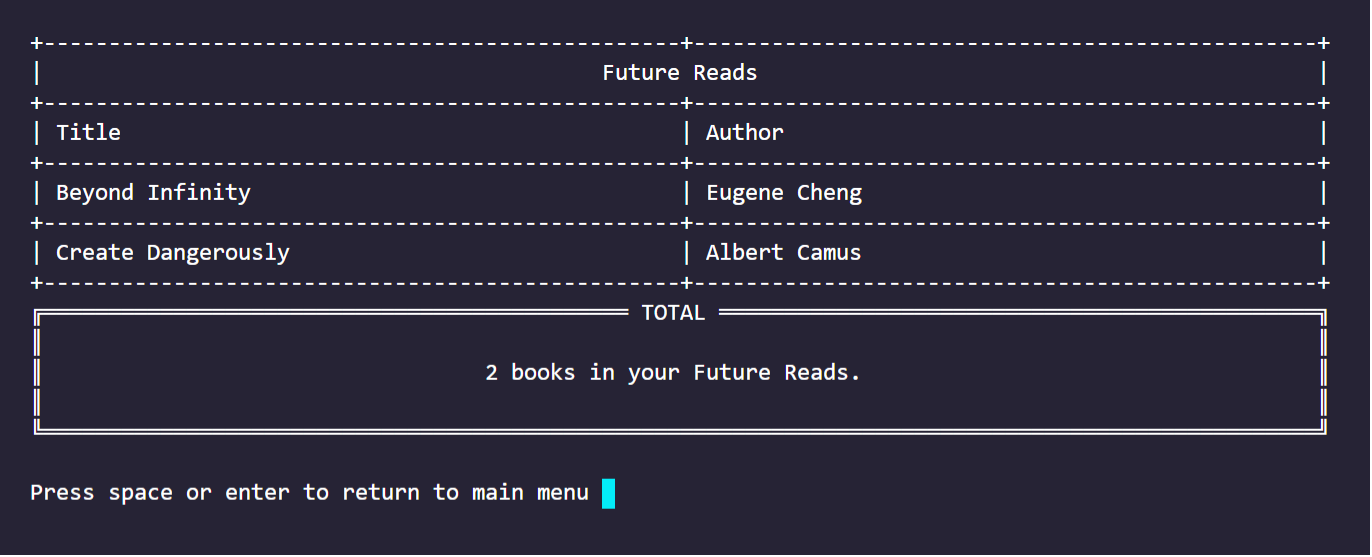 Future Reads
Title Author
Beyond Infinity Eugene Cheng
Create Dangerously Albert Camus
TOTAL
2 books in your Future Reads.
Press space or enter to return to main menu